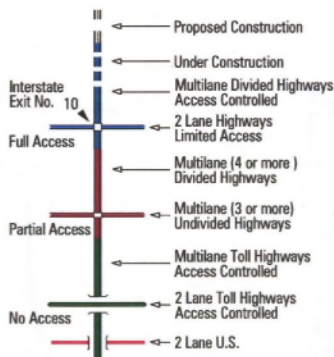 Proposed Construction
Under Construction
Interstate
Exit No. 10
Multilane Divided Highways
Access Controlled
2 Lane Highways
Limited Access
Full Access
Multilane (4 or more )
Divided Highways
Multilane (3 or more)
Undivided Highways
Partial Access
Multilane Toll Highways
Access Controlled
2 Lane Toll Highways
Access Controlled
No Access
2 Lane U.S.